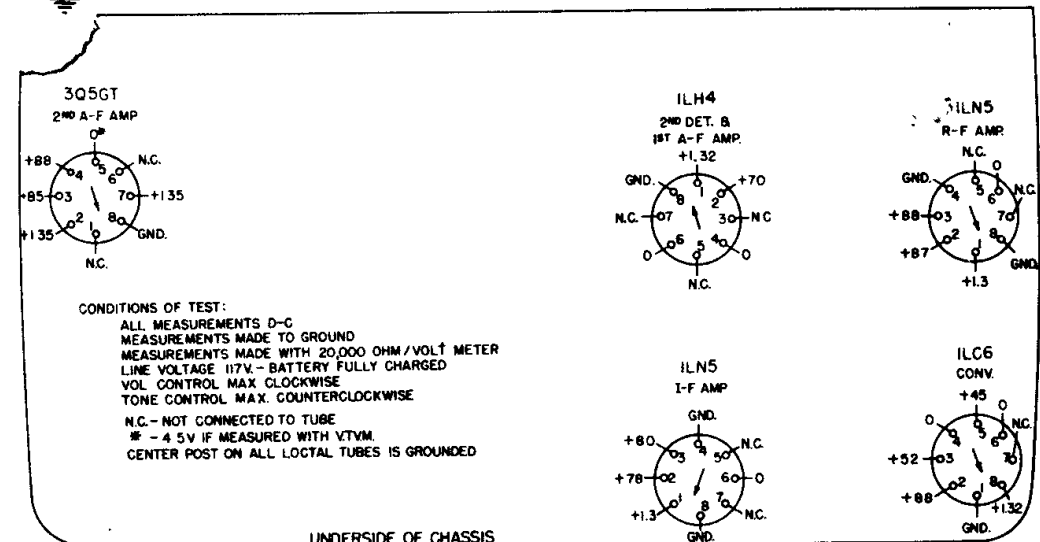 3Q5GT
2ND A-F AMP
0*
+88
N.C.
4
5
6
+85
3
7
+135
2
1
8
+135
GND.
N.C.
1LH4
2ND DET. &
1ST A-F AMP.
+1.32
GND.
+70
8
1
2
N.C.
7
3
N C
6
5
4
0
0
N.C.
1LN5
R-F AMP.
N.C.
0
GND.
N.C.
4
5
6
+88
3
7
2
1
8
+87
GND.
+1.3
CONDITIONS OF TEST:
ALL MEASUREMENTS D-C
MEASUREMENTS MADE TO GROUND
MEASUREMENTS MADE WITH 20,000 OHM/VOLT METER
LINE VOLTAGE 117V.- BATTERY FULLY CHARGED
VOL CONTROL MAX CLOCKWISE
TONE CONTROL MAX. COUNTERCLOCKWISE
N.C.- NOT CONNECTED TO TUBE
* - 4 5V IF MEASURED WITH V.T.V.M.
CENTER POST ON ALL LOCTAL TUBES IS GROUNDED
1LN5
I-F AMP
GND.
+80
N.C.
3
4
5
+78
2
6
0
1
8
7
+1.3
N.C.
GND.
1LC6
CONV.
+45
0
0
N.C.
4
5
6
+52
3
7
2
1
8
+88
+1.32
GND.
UNDERSIDE OF CHASSIS